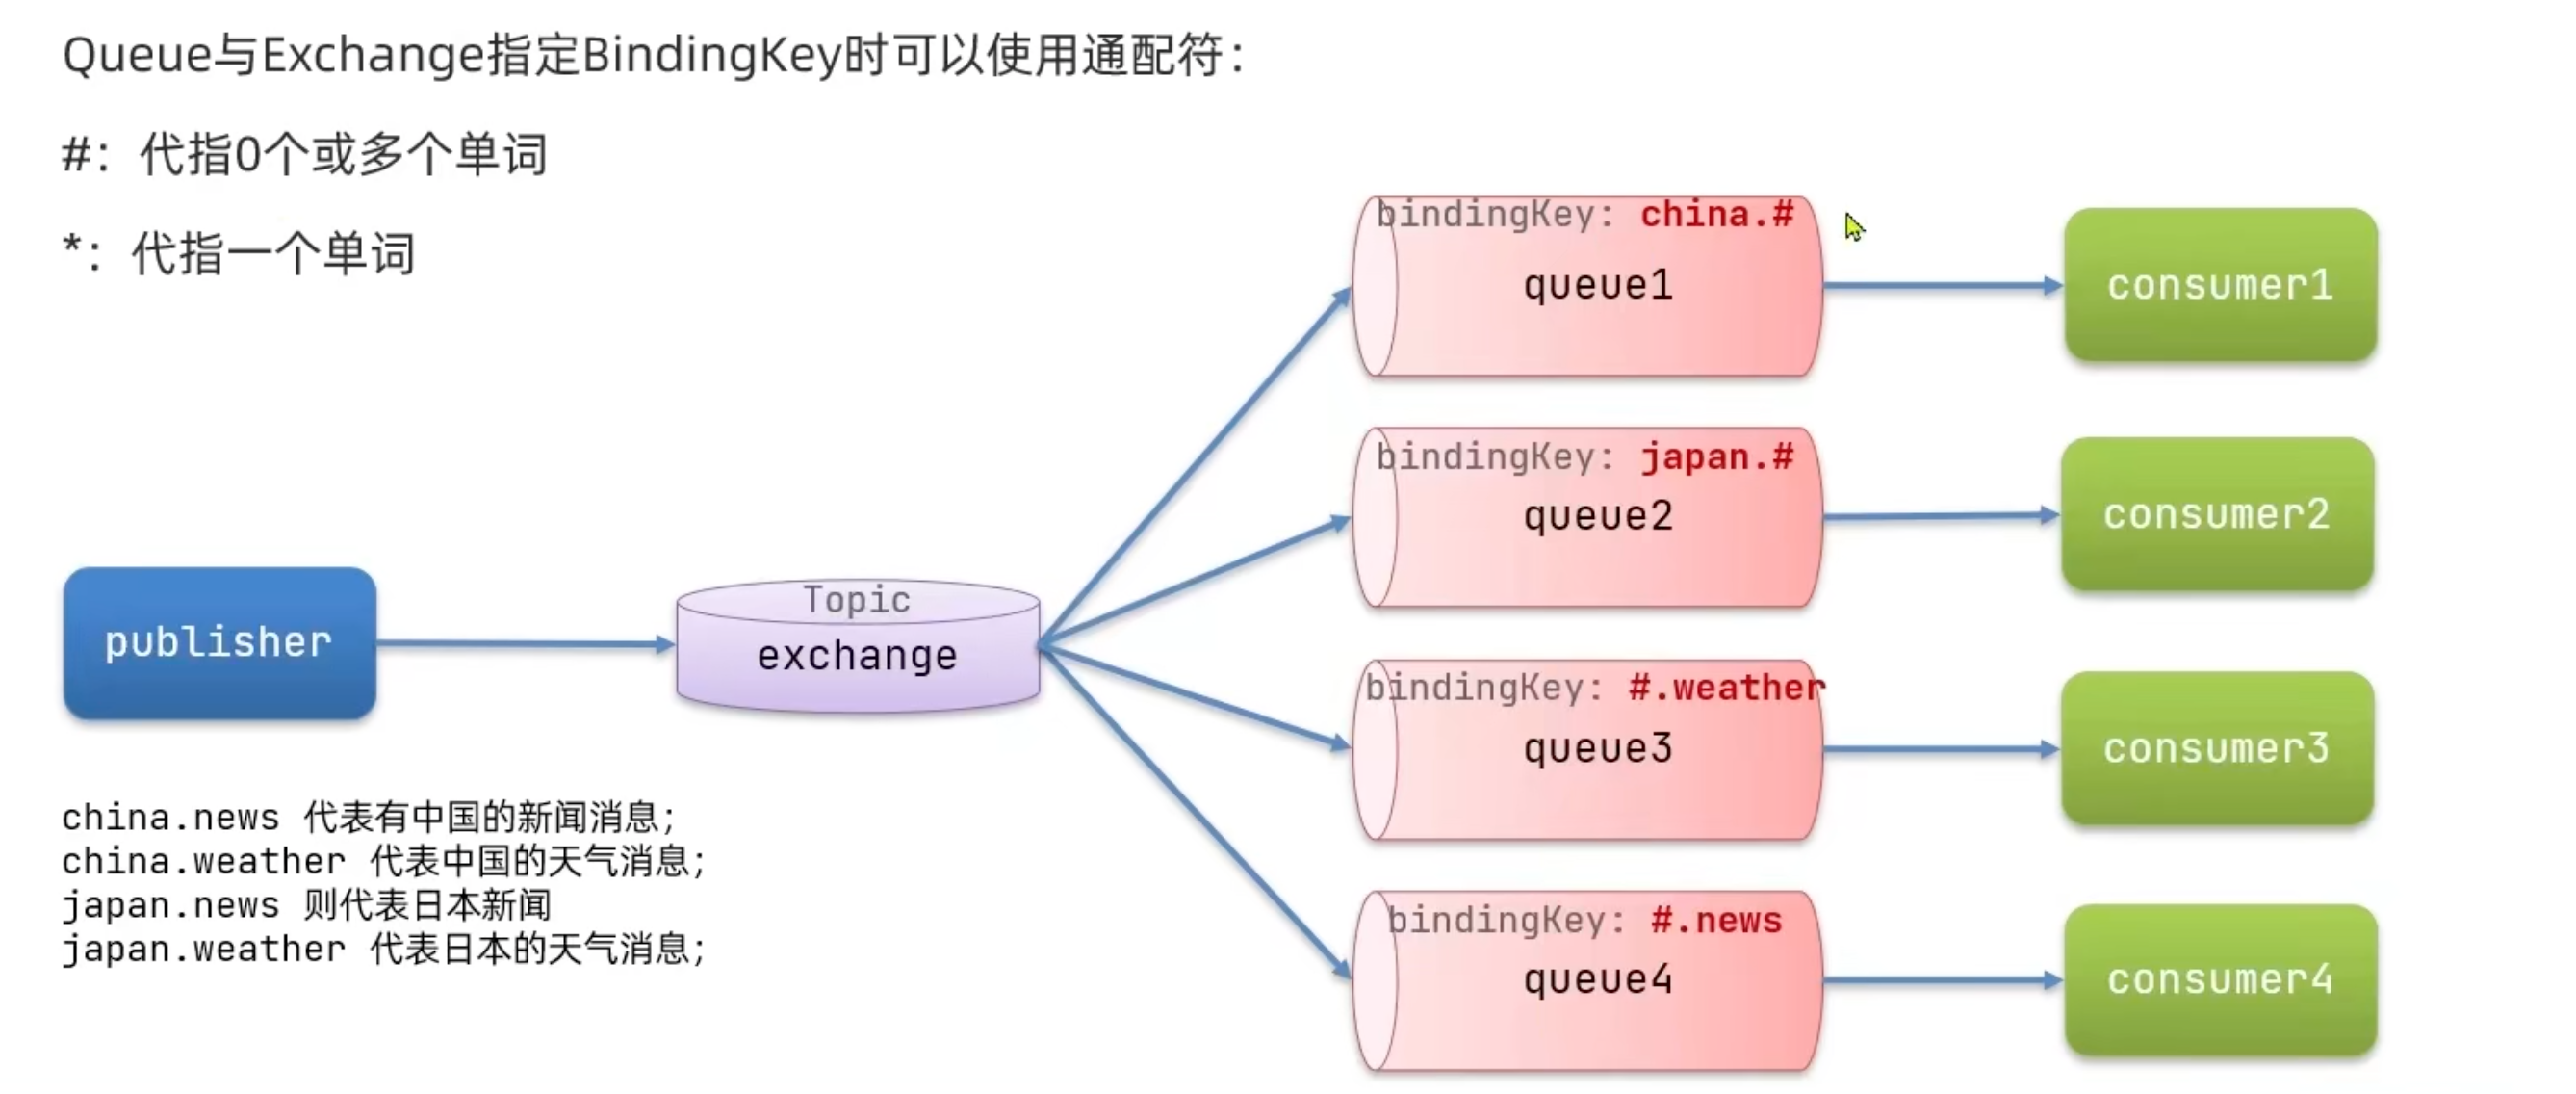 Queue与Exchange指定BindingKey时可以使用通配符：
#：代指0个或多个单词
*：代指一个单词
bindingKey: china.#
queue1
consumer1
bindingKey: japan.#
queue2
consumer2
publisher
Topic
exchange
bindingKey: #.weather
queue3
consumer3
china.news 代表有中国的新闻消息;
china.weather 代表中国的天气消息;
japan.news 则代表日本新闻
japan.weather 代表日本的天气消息;
bindingKey: #.news
queue4
consumer4